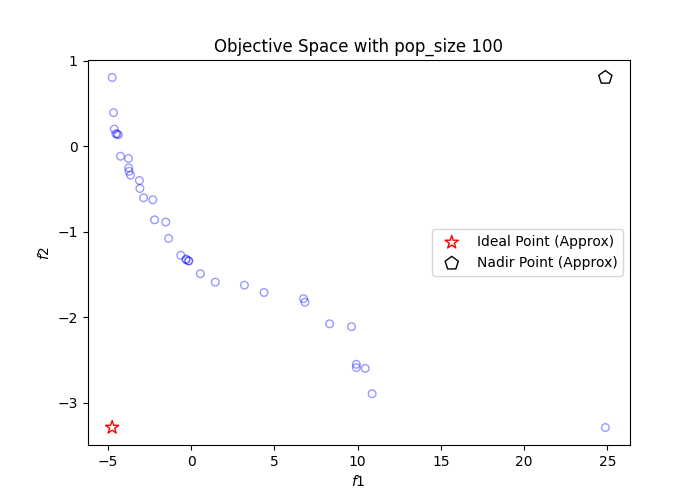 Objective Space with pop_size 100
1
0
−1
−2
−3
f2
Ideal Point (Approx)
Nadir Point (Approx)
−5
0
5
10
15
20
25
f1